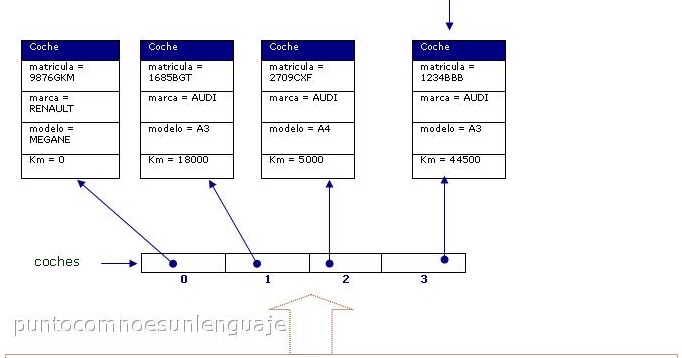 Coche
matricula =
9876GKM
marca =
RENAULT
modelo =
MEGANE
Km = 0
Coche
matricula =
1685BGT
marca = AUDI
modelo = A3
Km = 18000
Coche
matricula =
2709CXF
marca = AUDI
modelo = A4
Km = 5000
Coche
matricula =
1234BBB
marca = AUDI
modelo = A3
Km = 44500
coches
0 1 2 3
puntocomnoesunlenguaje